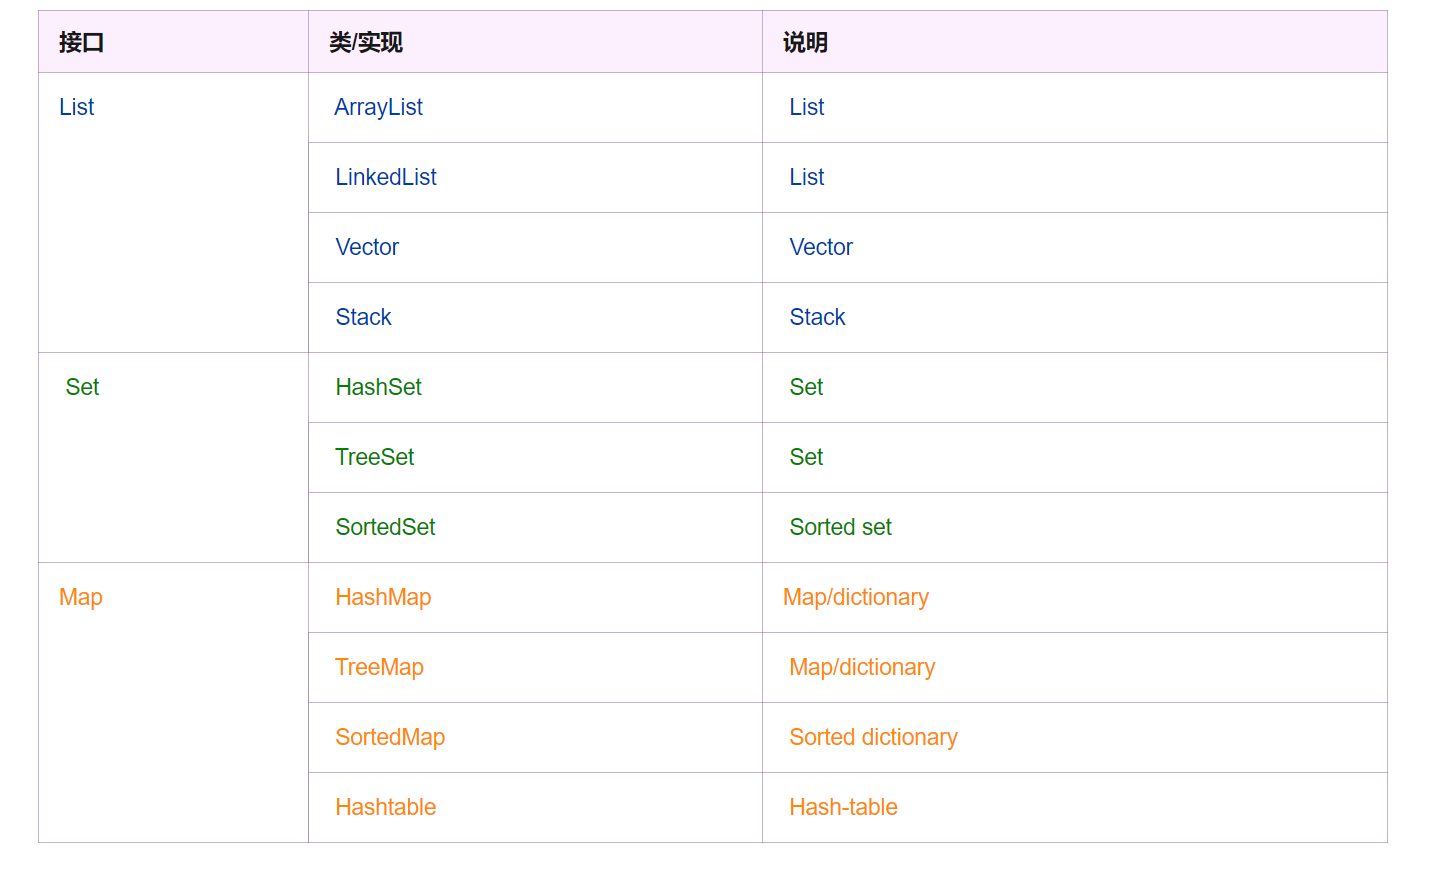 接口 类/实现 说明
List ArrayList List
LinkedList List
Vector Vector
Stack Stack
Set HashSet Set
TreeSet Set
SortedSet Sorted set
Map HashMap Map/dictionary
TreeMap Map/dictionary
SortedMap Sorted dictionary
Hashtable Hash-table